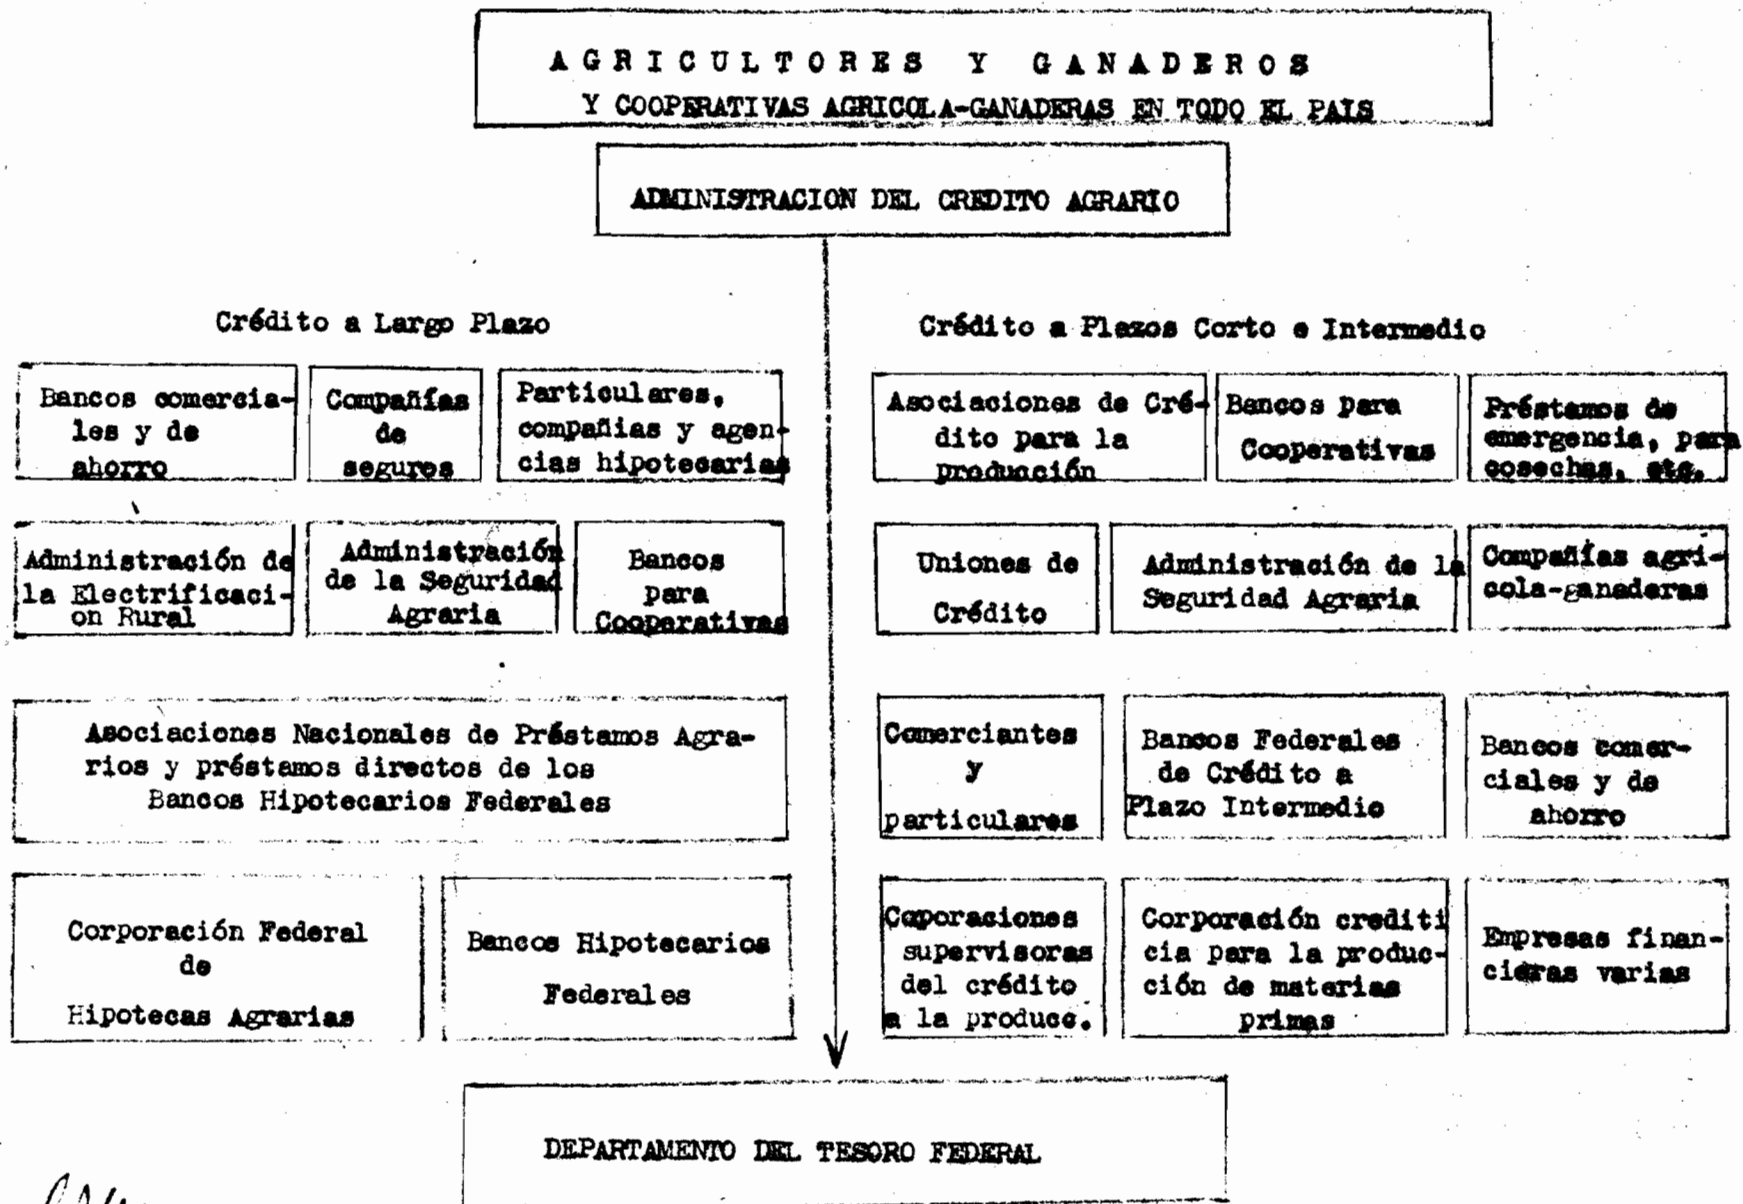 AGRICULTORES Y GANADEROS
Y COOPERATIVAS AGRICOLA-GANADERAS EN TODO EL PAIS
ADMINISTRACION DEL CREDITO AGRARIO
Crédito a Largo Plazo
Bancos comercia-
les y de
ahorro
Compañías
de
seguros
Particulares,
compañias y agen-
cias hipotecarias
Administración de
la Electrificaci-
on Rural
Administración
de la Seguridad
Agraria
Bancos
para
Cooperativas
Asociaciones Nacionales de Préstamos Agra-
rios y préstamos directos de los
Bancos Hipotecarios Federales
Corporación Federal
de
Hipotecas Agrarias
Bancos Hipotecarios
Federales
Crédito a Plazos Corto e Intermedio
Asociaciones de Cré-
dito para la
producción
Bancos para
Cooperativas
Préstamos de
emergencia, para
cosechas, etc.
Uniones de
Crédito
Administración de la
Seguridad Agraria
Compañías agri-
cola-ganaderas
Comerciantes
y
particulares
Bancos Federales
de Crédito a
Plazo Intermedio
Bancos comer-
ciales y de
ahorro
Coporaciones
supervisoras
del crédito
a la producc.
Corporación crediti
cia para la produc-
ción de materias
primas
Empresas finan-
cieras varias
DEPARTAMENTO DEL TESORO FEDERAL